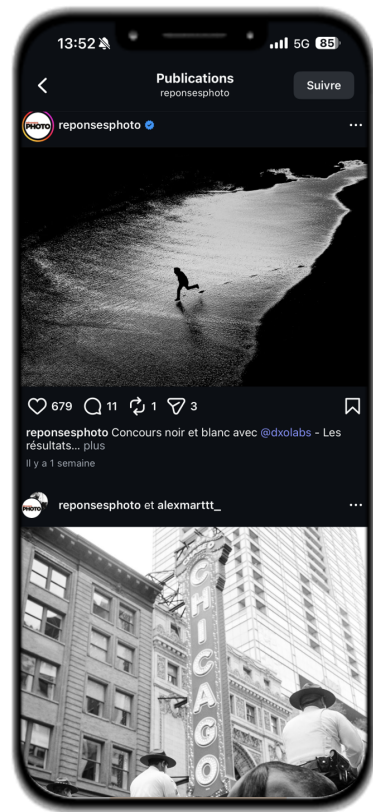 13:52
5G 85
Publications
reponsesphoto
Suivre
PHOTO
reponsesphoto
679 11 1 3
reponsesphoto Concours noir et blanc avec @dxolabs - Les
résultats... plus
Il y a 1 semaine
PHOTO
reponsesphoto et alexmarttt_
CHICAGO